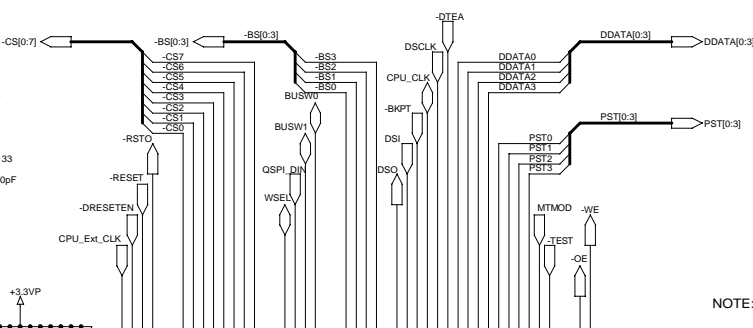 -DTEA
-CS[0:7]
-BS[0:3]
-BS[0:3]
DDATA[0:3]
DDATA[0:3]
DSCLK
-CS7
-CS6
-CS5
-CS4
-CS3
-CS2
-CS1
-CS0
-BS3
-BS2
-BS1
-BS0
DDATA0
DDATA1
DDATA2
DDATA3
CPU_CLK
BUSW0
-BKPT
PST[0:3]
PST[0:3]
BUSW1
-RSTO
DSI
PST0
PST1
PST2
PST3
33
0pF
-RESET
QSPI_DIN
DSO
WSEL
-DRESETEN
MTMOD
-WE
CPU_Ext_CLK
-TEST
-OE
+3.3VP
NOTE: